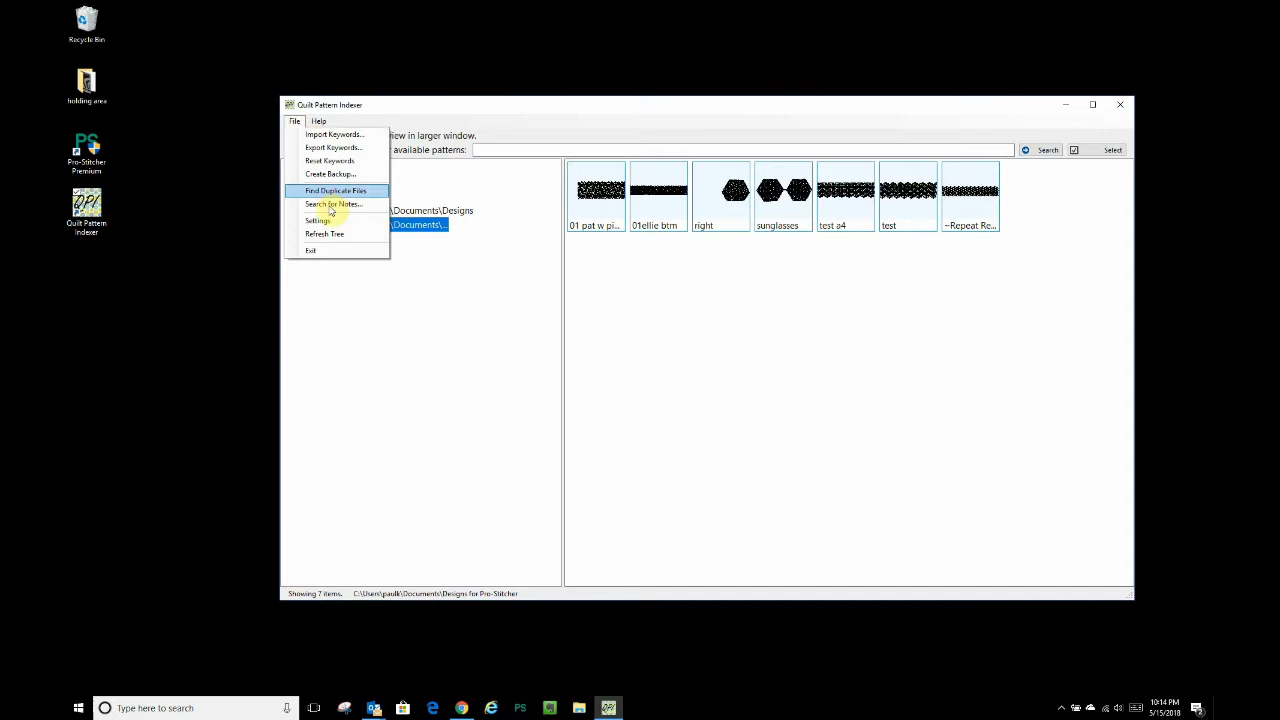 Recycle Bin
holding area
Pro-Stitcher
Premium
Quilt Pattern
Indexer
Quilt Pattern Indexer
File Help
Import Keywords...
Export Keywords...
Reset Keywords
Create Backup...
Find Duplicate Files
Search for Notes...
Settings
Refresh Tree
Exit
view in larger window.
available patterns:
Search
Select
\Documents\Designs
\Documents\...
01 pat w pi...
01ellie btm
right
sunglasses
test a4
test
~Repeat Re...
Showing 7 items. C:\Users\paulk\Documents\Designs for Pro-Stitcher
Type here to search
10:14 PM
5/15/2018